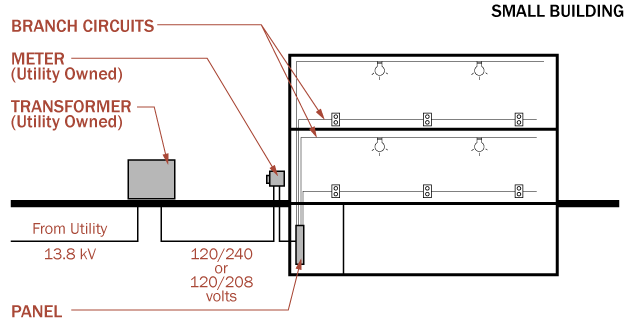 SMALL BUILDING
BRANCH CIRCUITS
METER
(Utility Owned)
TRANSFORMER
(Utility Owned)
From Utility
13.8 kV
120/240
or
120/208
volts
PANEL